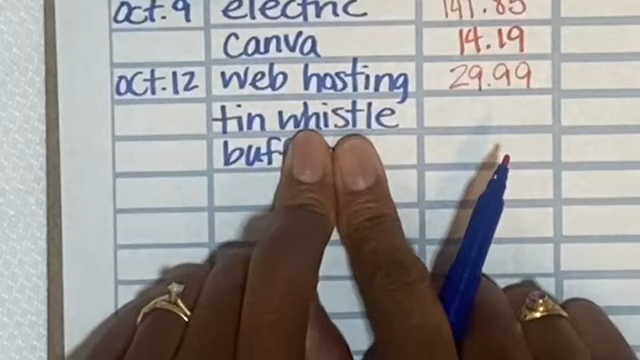 oct.9 electric 141.85
canva 14.19
oct.12 web hosting 29.99
tin whistle